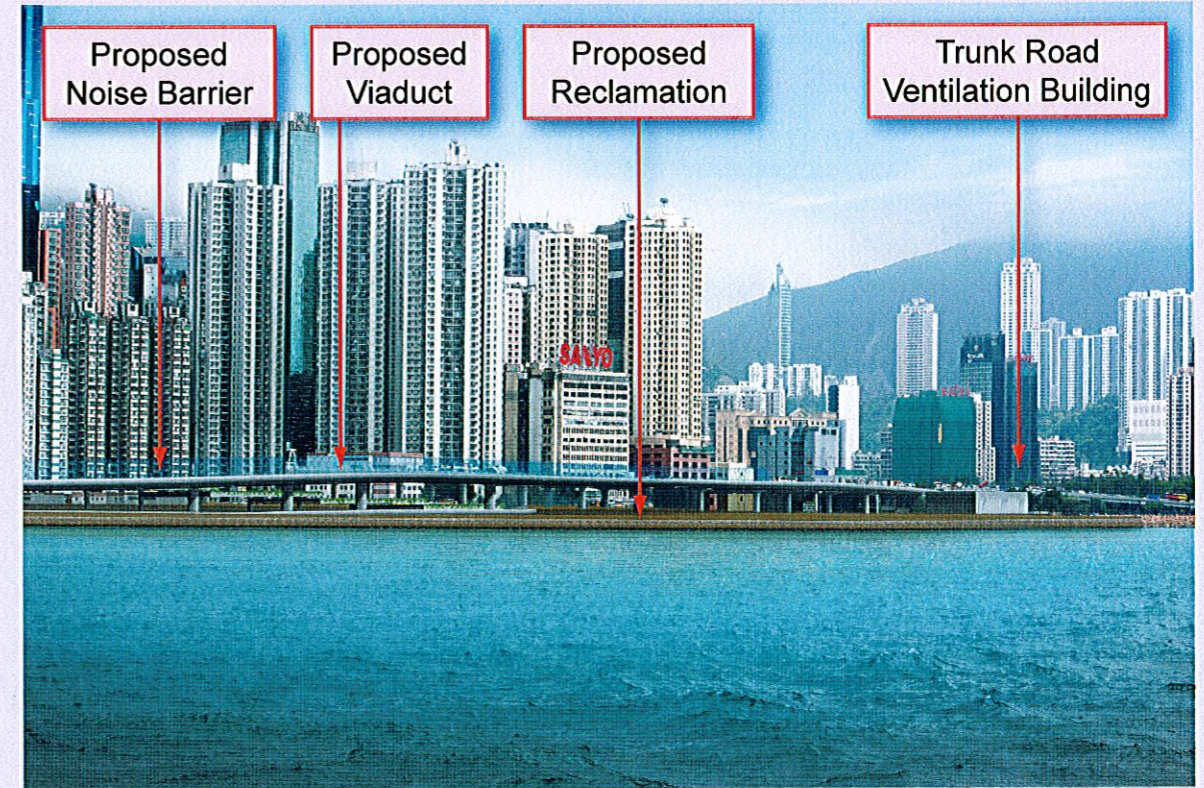 Proposed
Noise Barrier
Proposed
Viaduct
Proposed
Reclamation
Trunk Road
Ventilation Building
SANYO